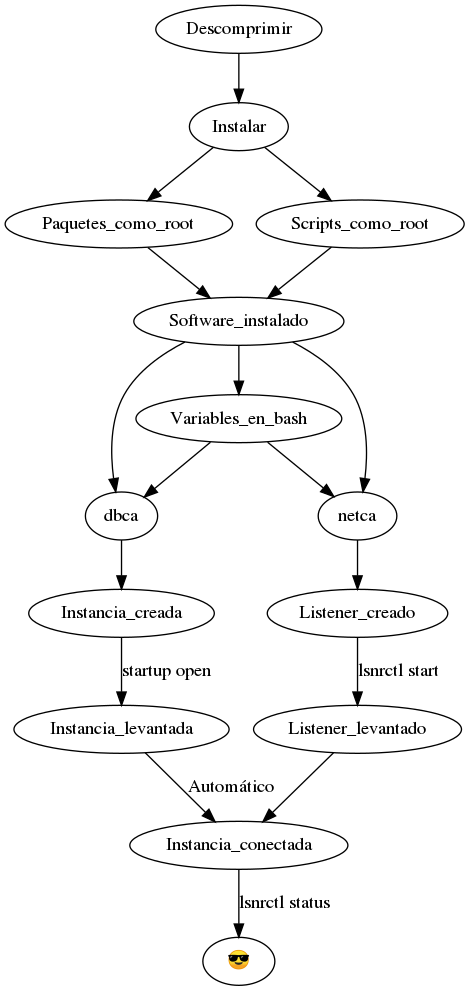 Descomprimir
Instalar
Paquetes_como_root
Scripts_como_root
Software_instalado
Variables_en_bash
dbca
netca
Instancia_creada
Listener_creado
startup open
lsnrctl start
Instancia_levantada
Listener_levantado
Automático
Instancia_conectada
lsnrctl status
😎